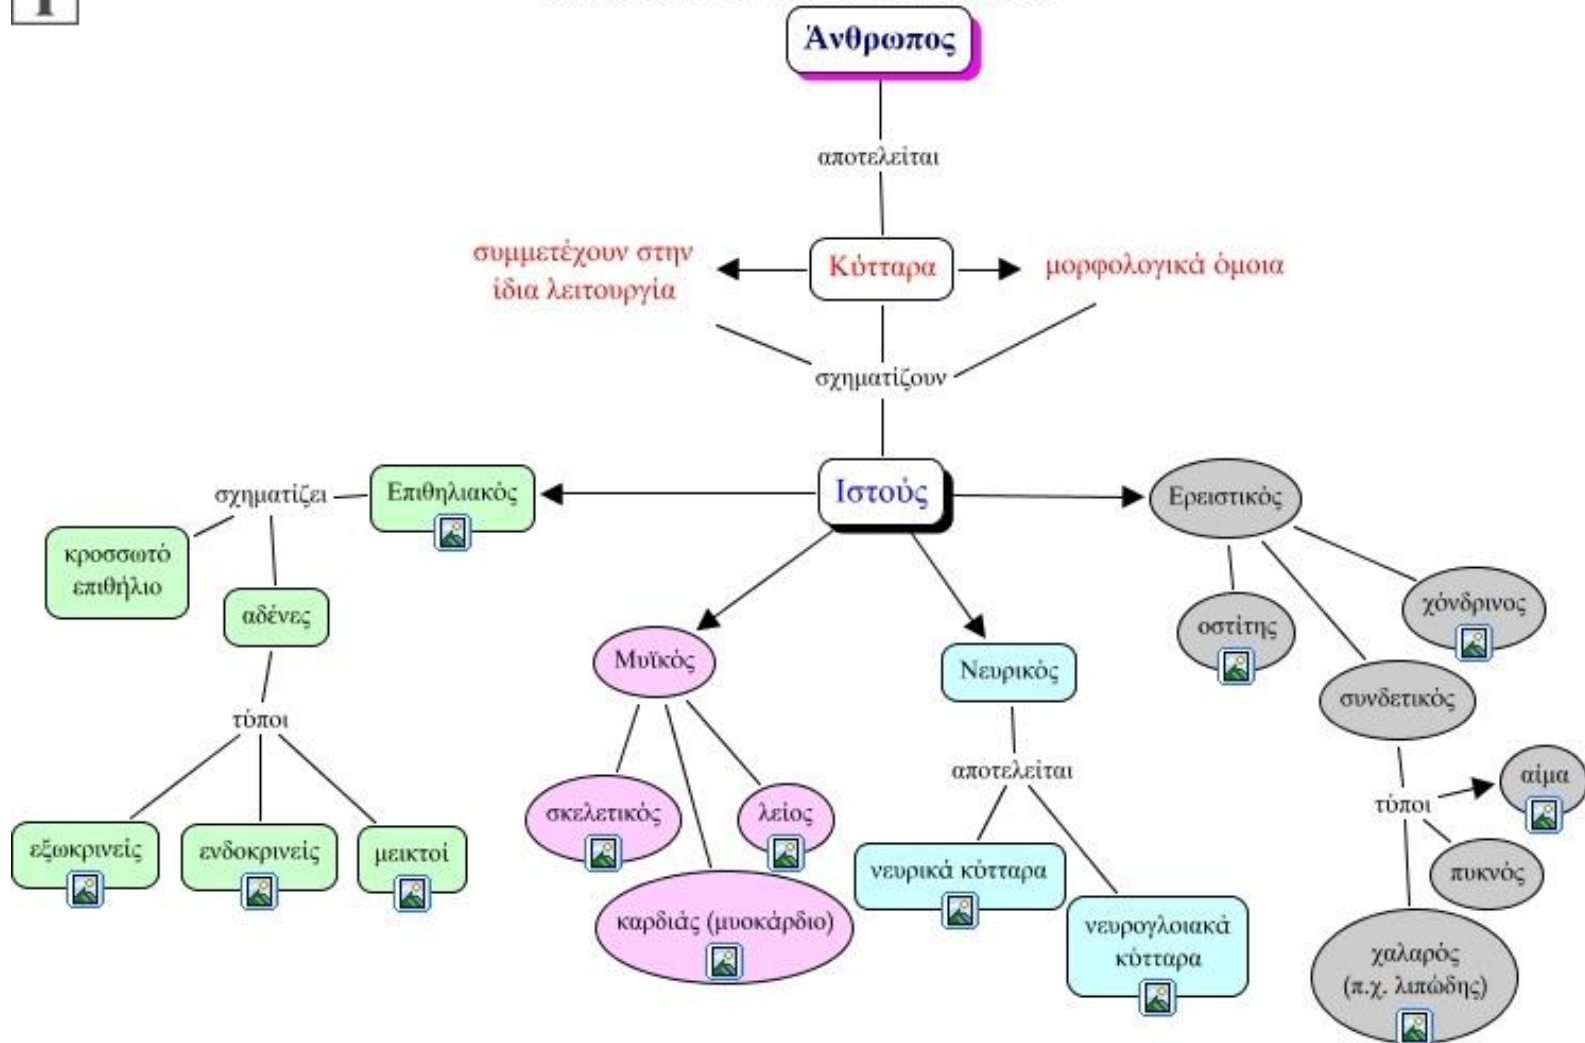 Άνθρωπος
αποτελείται
συμμετέχουν στην
ίδια λειτουργία
Κύτταρα
μορφολογικά όμοια
σχηματίζουν
Ιστούς
Επιθηλιακός
σχηματίζει
κροσσωτό
επιθήλιο
αδένες
τύποι
εξωκρινείς
ενδοκρινείς
μεικτοί
Μυϊκός
σκελετικός
λείος
καρδιάς (μυοκάρδιο)
Νευρικός
αποτελείται
νευρικά κύτταρα
νευρογλοιακά
κύτταρα
Ερειστικός
οστίτης
χόνδρινος
συνδετικός
τύποι
αίμα
πυκνός
χαλαρός
(π.χ. λιπώδης)